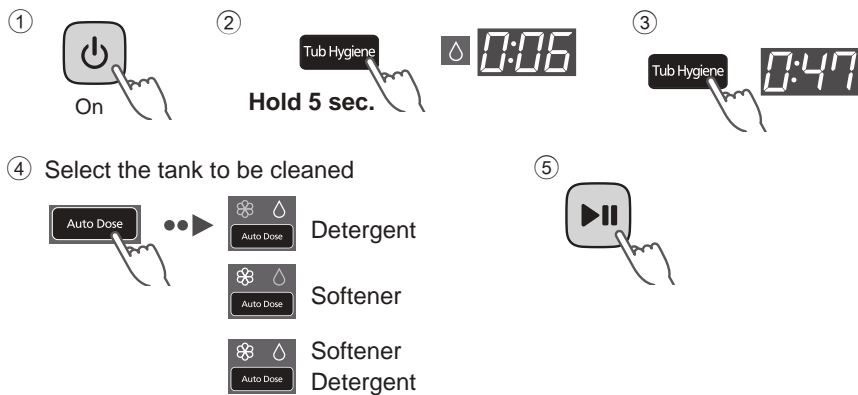 ①
On
②
Tub Hygiene
Hold 5 sec.
0:06
③
Tub Hygiene
0:47
④ Select the tank to be cleaned
Auto Dose
Auto Dose
Detergent
Auto Dose
Softener
Auto Dose
Softener
Detergent
⑤